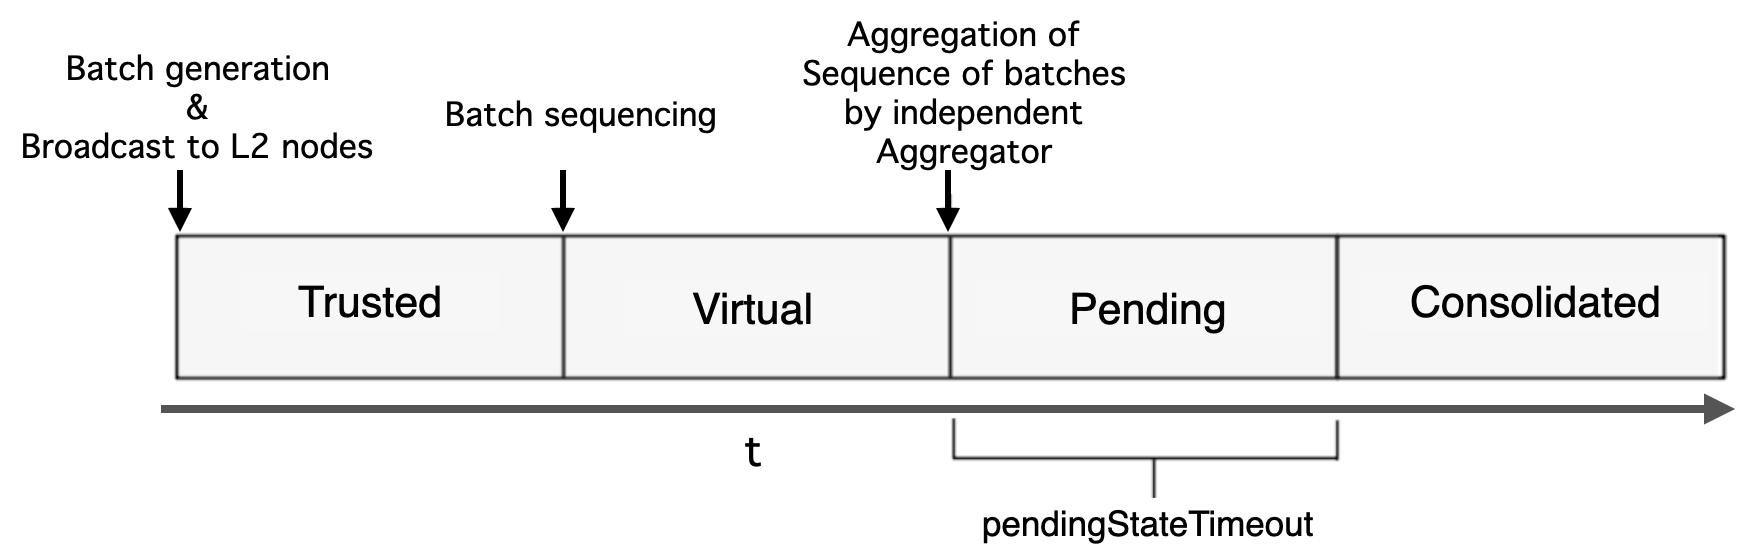 Batch generation
&
Broadcast to L2 nodes
Batch sequencing
Aggregation of
Sequence of batches
by independent
Aggregator
Trusted
Virtual
Pending
Consolidated
t
pendingStateTimeout